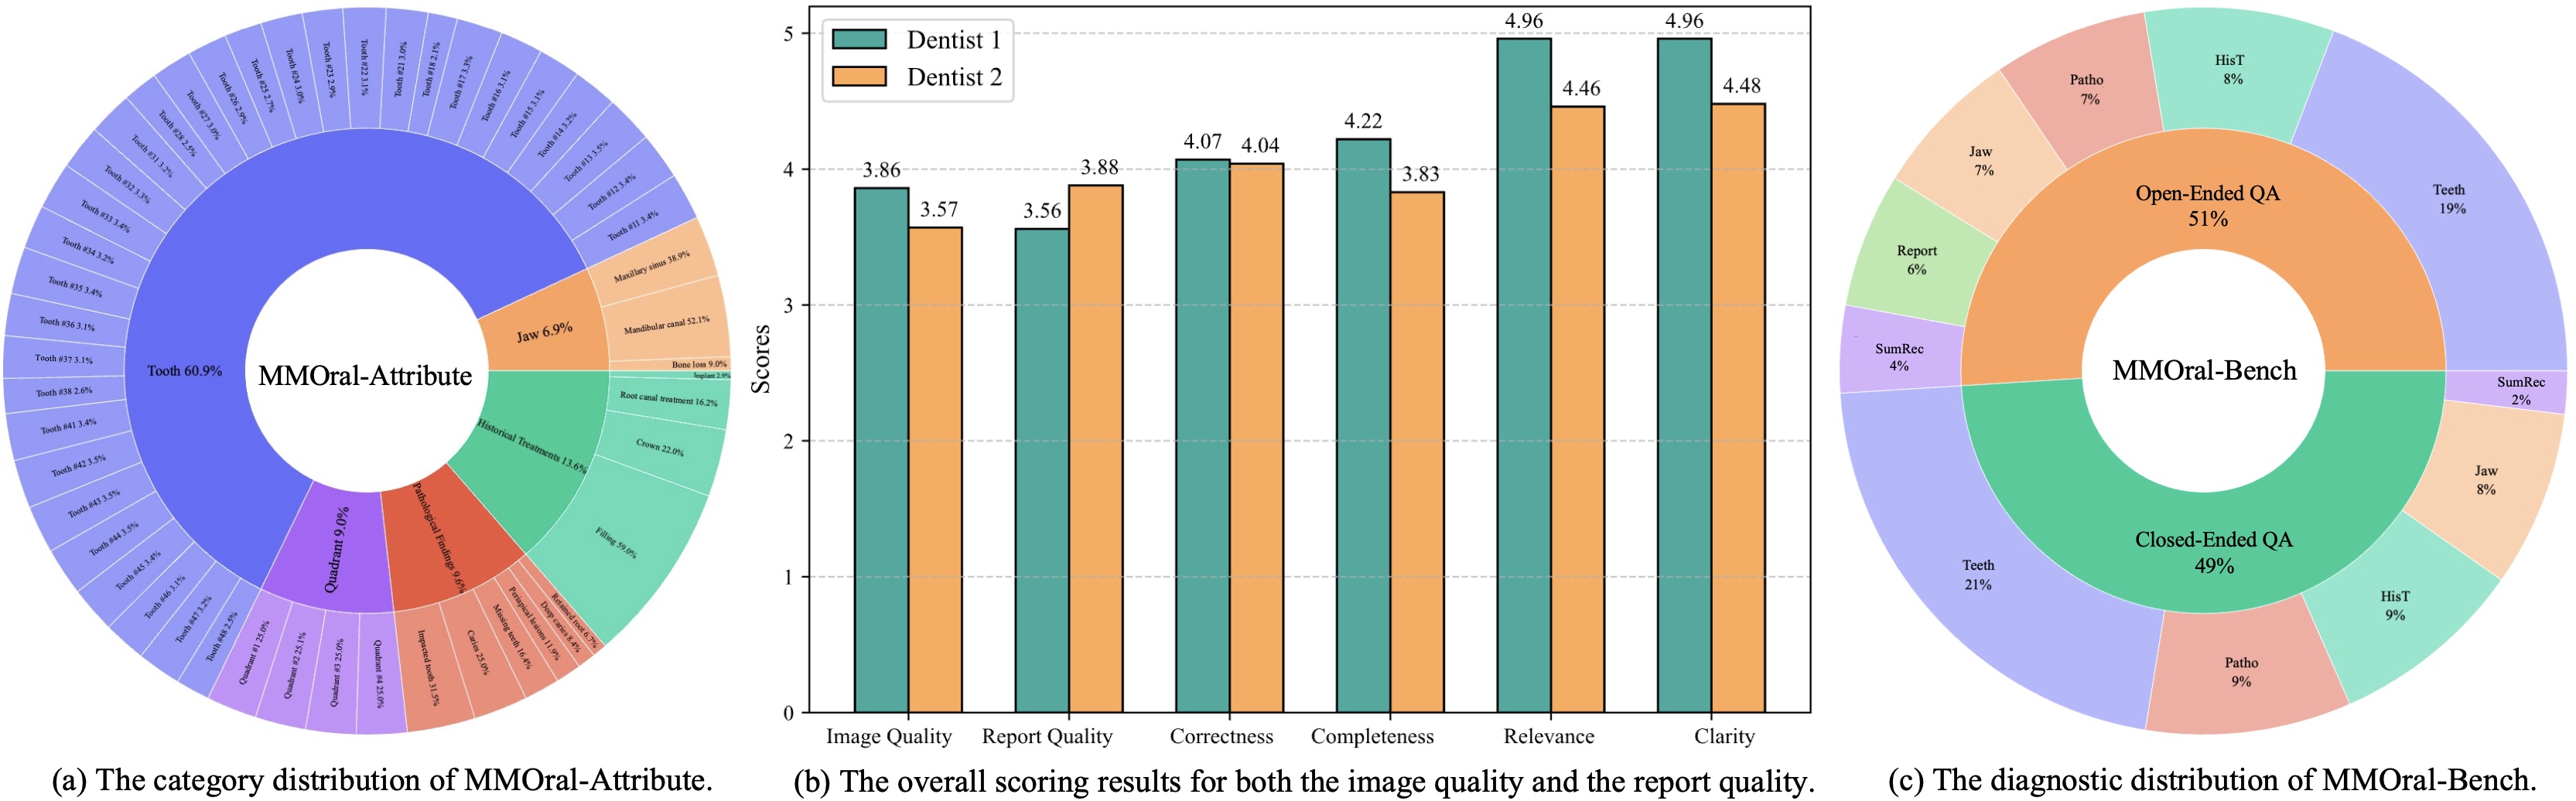 MMOral-Attribute
Tooth 60.9%
Jaw 6.9%
Historical Treatments 13.6%
Pathological Findings 9.6%
Quadrant 9.0%
Tooth #11 3.4%
Tooth #12 3.4%
Tooth #13 3.5%
Tooth #14 3.2%
Tooth #15 3.1%
Tooth #16 3.1%
Tooth #17 3.3%
Tooth #18 2.1%
Tooth #21 3.0%
Tooth #22 3.1%
Tooth #23 2.9%
Tooth #24 3.0%
Tooth #25 2.7%
Tooth #26 2.9%
Tooth #27 3.0%
Tooth #28 2.5%
Tooth #31 3.2%
Tooth #32 3.3%
Tooth #33 3.4%
Tooth #34 3.2%
Tooth #35 3.4%
Tooth #36 3.1%
Tooth #37 3.1%
Tooth #38 2.6%
Tooth #41 3.4%
Tooth #42 3.5%
Tooth #43 3.5%
Tooth #44 3.5%
Tooth #45 3.4%
Tooth #46 3.1%
Tooth #47 3.2%
Tooth #48 2.5%
Quadrant #1 25.0%
Quadrant #2 25.1%
Quadrant #3 25.0%
Quadrant #4 25.0%
Impacted tooth 31.5%
Caries 25.0%
Missing teeth 16.4%
Periapical lesions 11.9%
Deep caries 8.4%
Retained root 6.7%
Filling 59.0%
Crown 22.0%
Root canal treatment 16.2%
Implant 2.9%
Bone loss 9.0%
Mandibular canal 52.1%
Maxillary sinus 38.9%
(a) The category distribution of MMOral-Attribute.
Dentist 1
Dentist 2
Scores
5
4
3
2
1
0
3.86
3.57
3.56
3.88
4.07
4.04
4.22
3.83
4.96
4.46
4.96
4.48
Image Quality
Report Quality
Correctness
Completeness
Relevance
Clarity
(b) The overall scoring results for both the image quality and the report quality.
MMOral-Bench
Open-Ended QA
51%
Closed-Ended QA
49%
Teeth
19%
HisT
8%
Patho
7%
Jaw
7%
Report
6%
SumRec
4%
Teeth
21%
Patho
9%
HisT
9%
Jaw
8%
SumRec
2%
(c) The diagnostic distribution of MMOral-Bench.